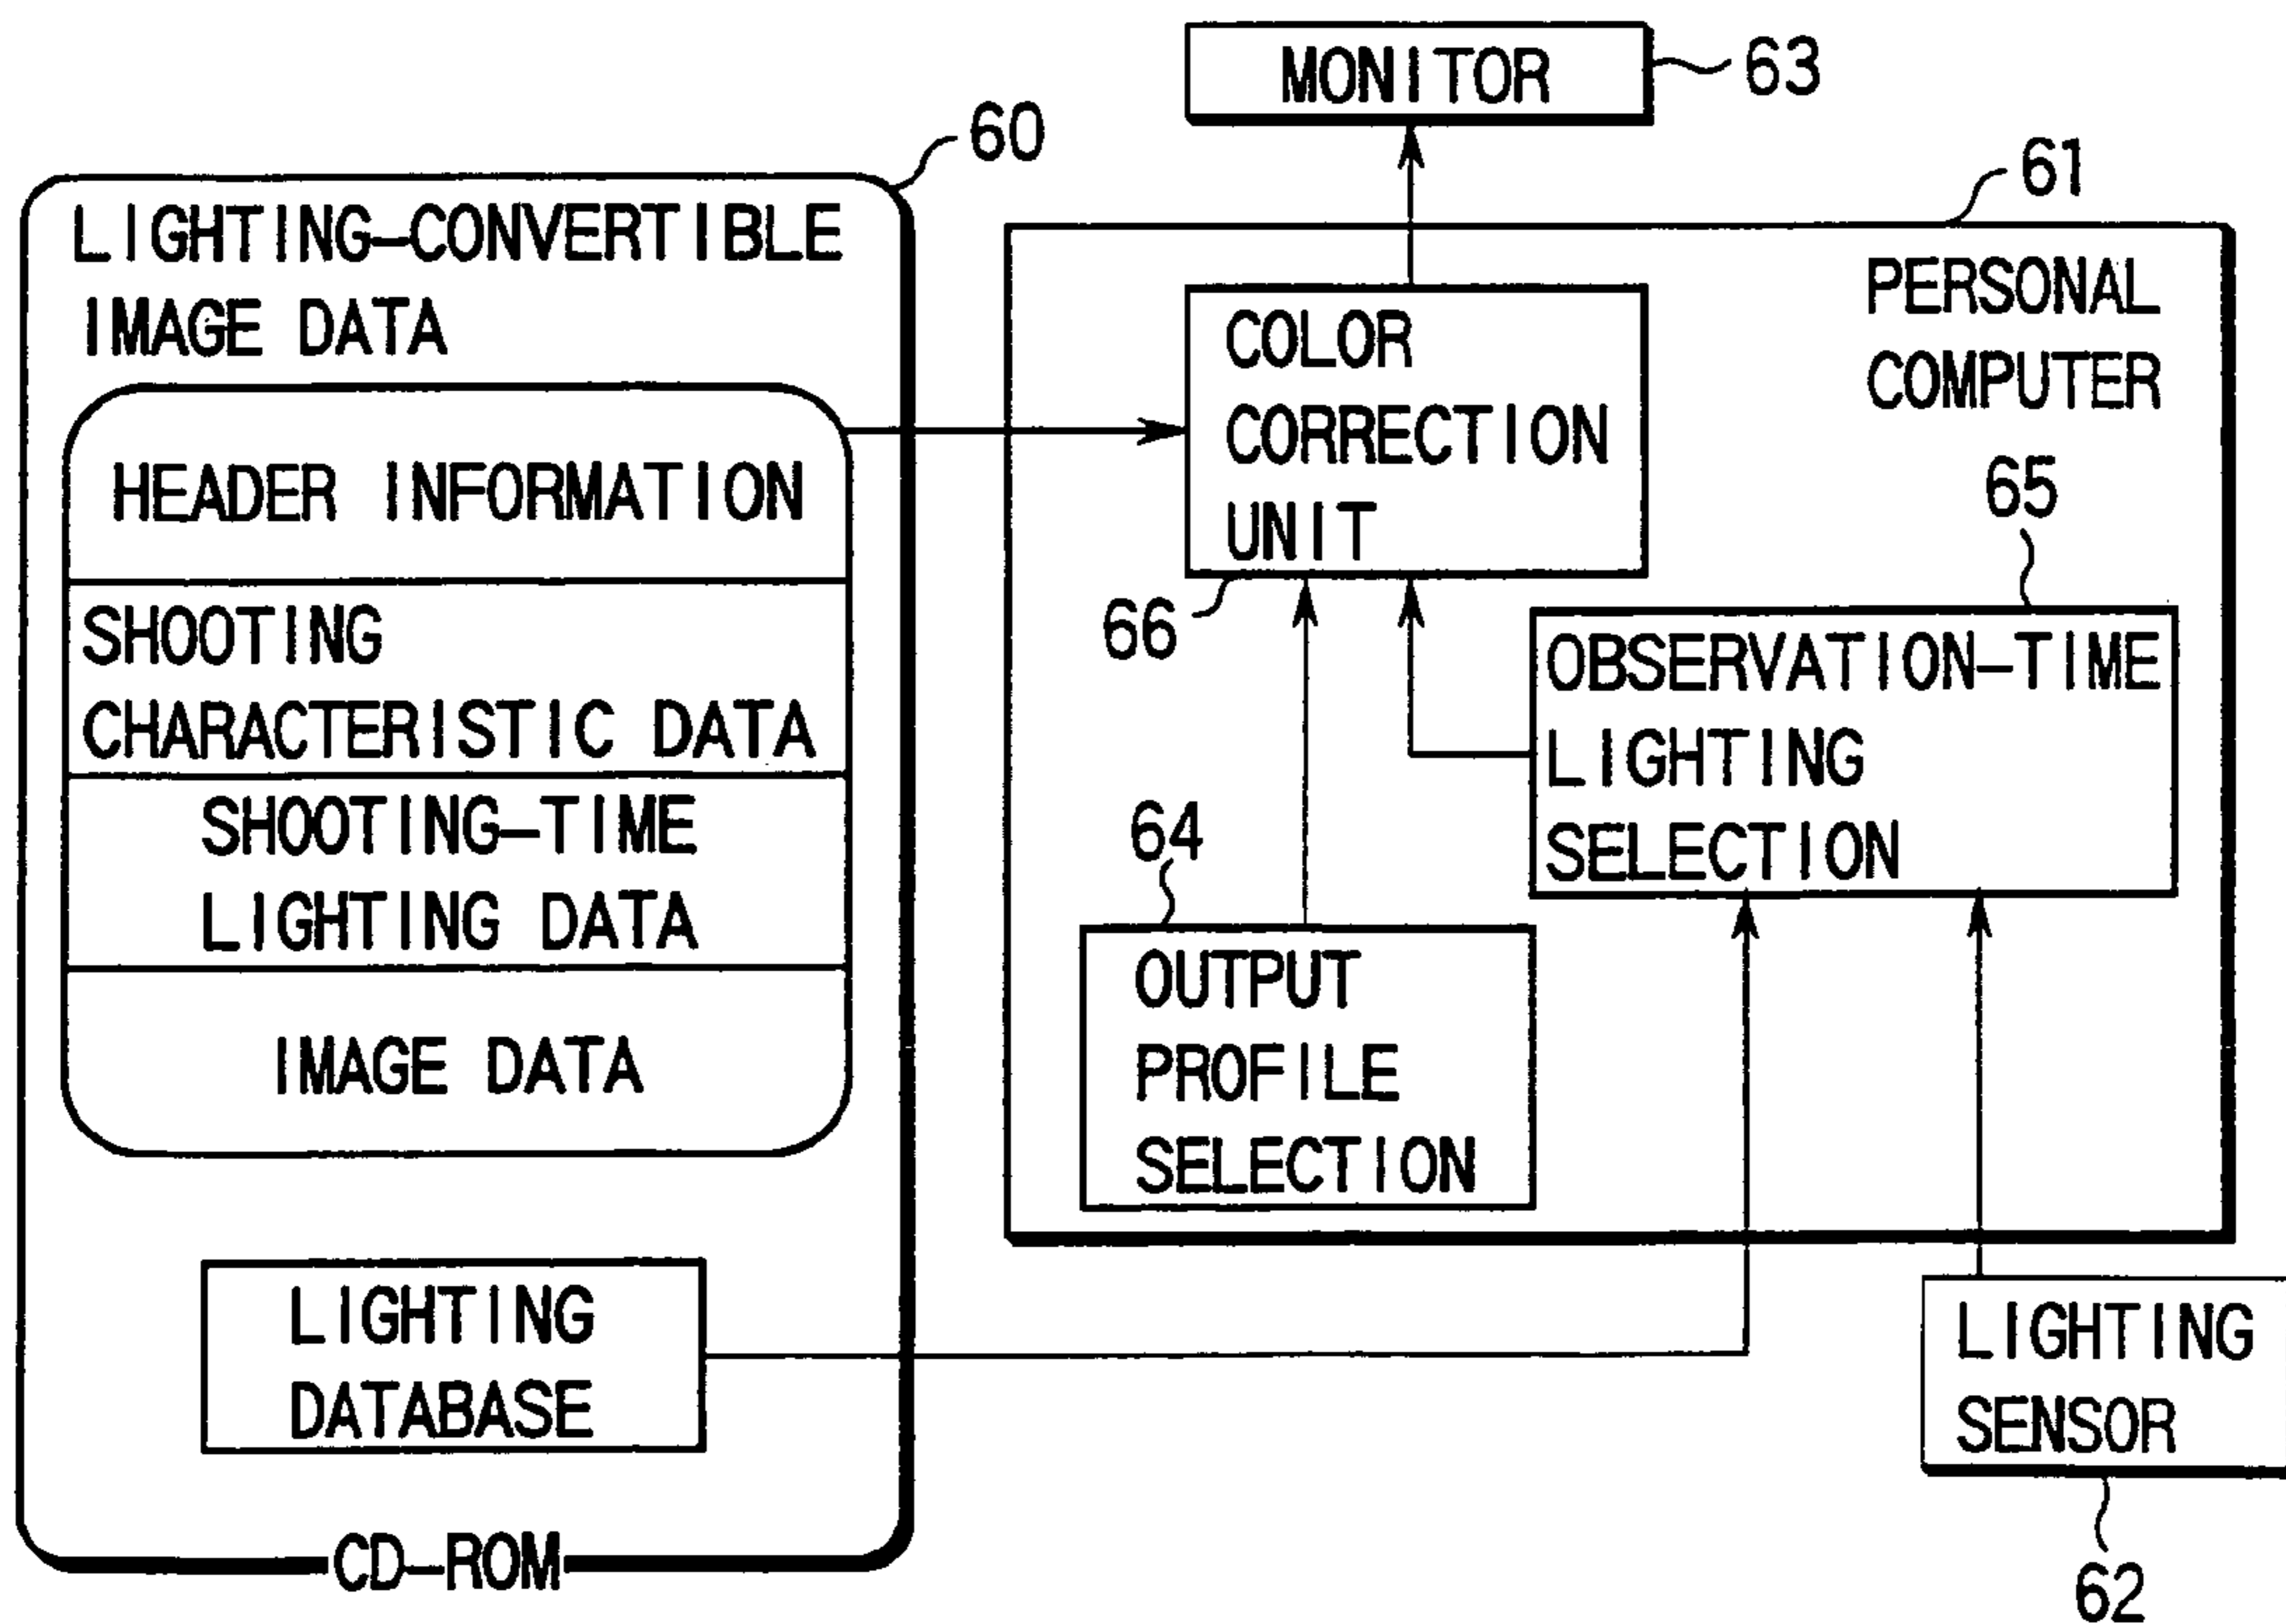 MONITOR
63
60
LIGHTING-CONVERTIBLE
IMAGE DATA
HEADER INFORMATION
SHOOTING
CHARACTERISTIC DATA
SHOOTING-TIME
LIGHTING DATA
IMAGE DATA
LIGHTING
DATABASE
CD-ROM
61
PERSONAL
COMPUTER
COLOR
CORRECTION
UNIT
66
65
OBSERVATION-TIME
LIGHTING
SELECTION
64
OUTPUT
PROFILE
SELECTION
LIGHTING
SENSOR
62